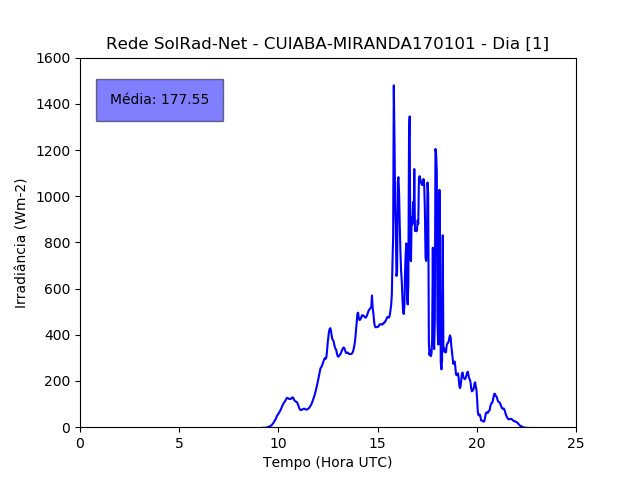 Rede SolRad-Net - CUIABA-MIRANDA170101 - Dia [1]
Média: 177.55
Irradiância (Wm-2)
1600
1400
1200
1000
800
600
400
200
0
0 5 10 15 20 25
Tempo (Hora UTC)